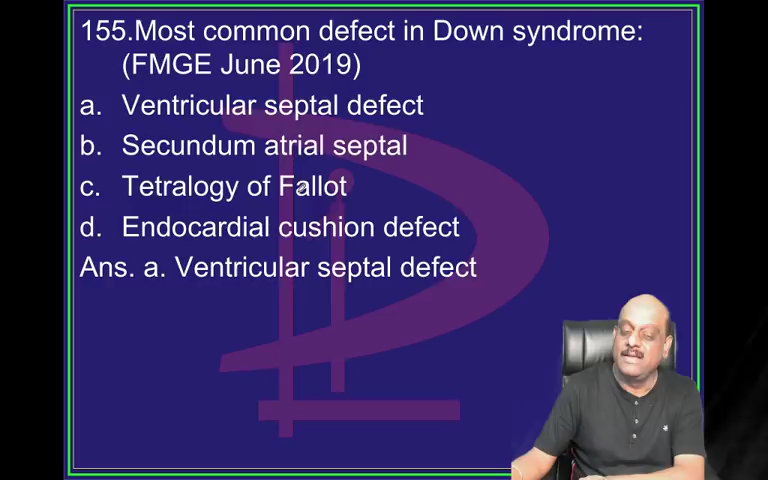 155.Most common defect in Down syndrome:
(FMGE June 2019)
a. Ventricular septal defect
b. Secundum atrial septal
c. Tetralogy of Fallot
d. Endocardial cushion defect
Ans. a. Ventricular septal defect